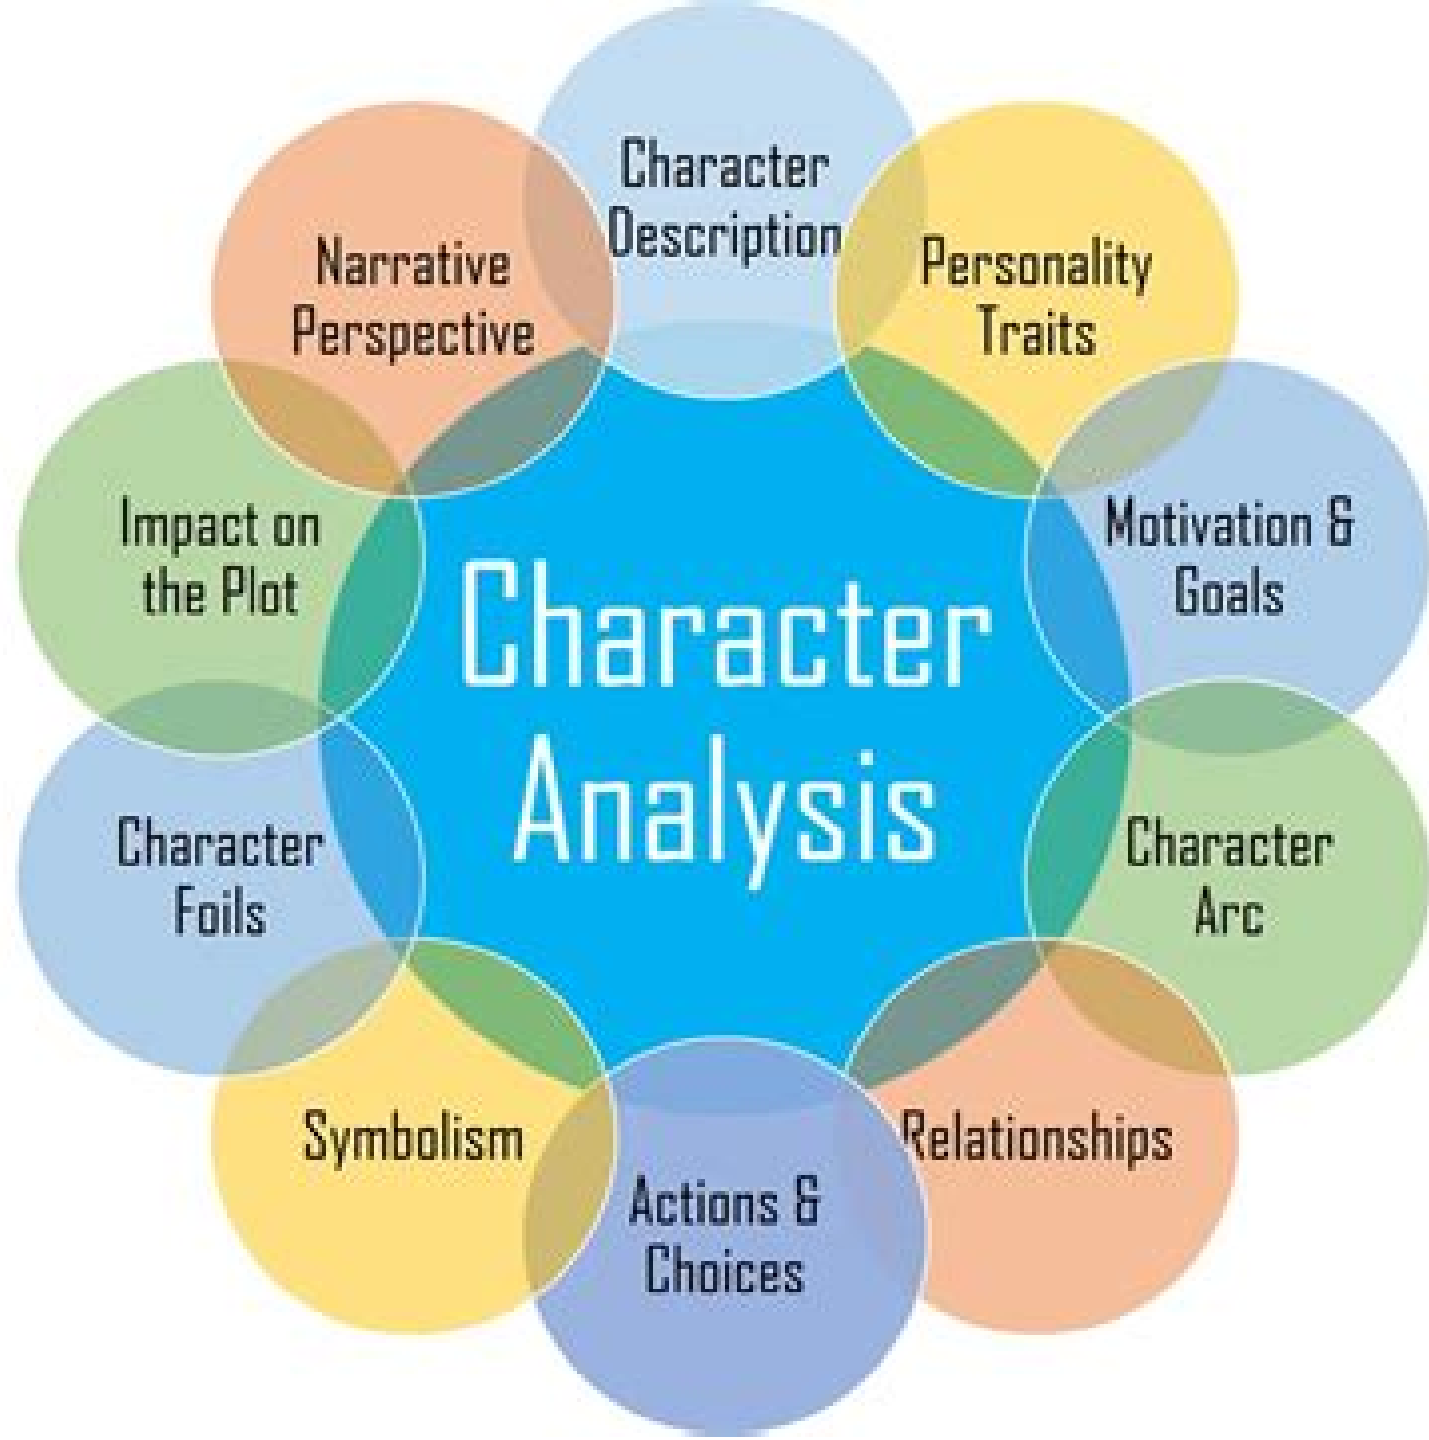 Character
Description
Personality
Traits
Motivation &
Goals
Character
Arc
Relationships
Actions &
Choices
Symbolism
Character
Foils
Impact on
the Plot
Narrative
Perspective
Character
Analysis